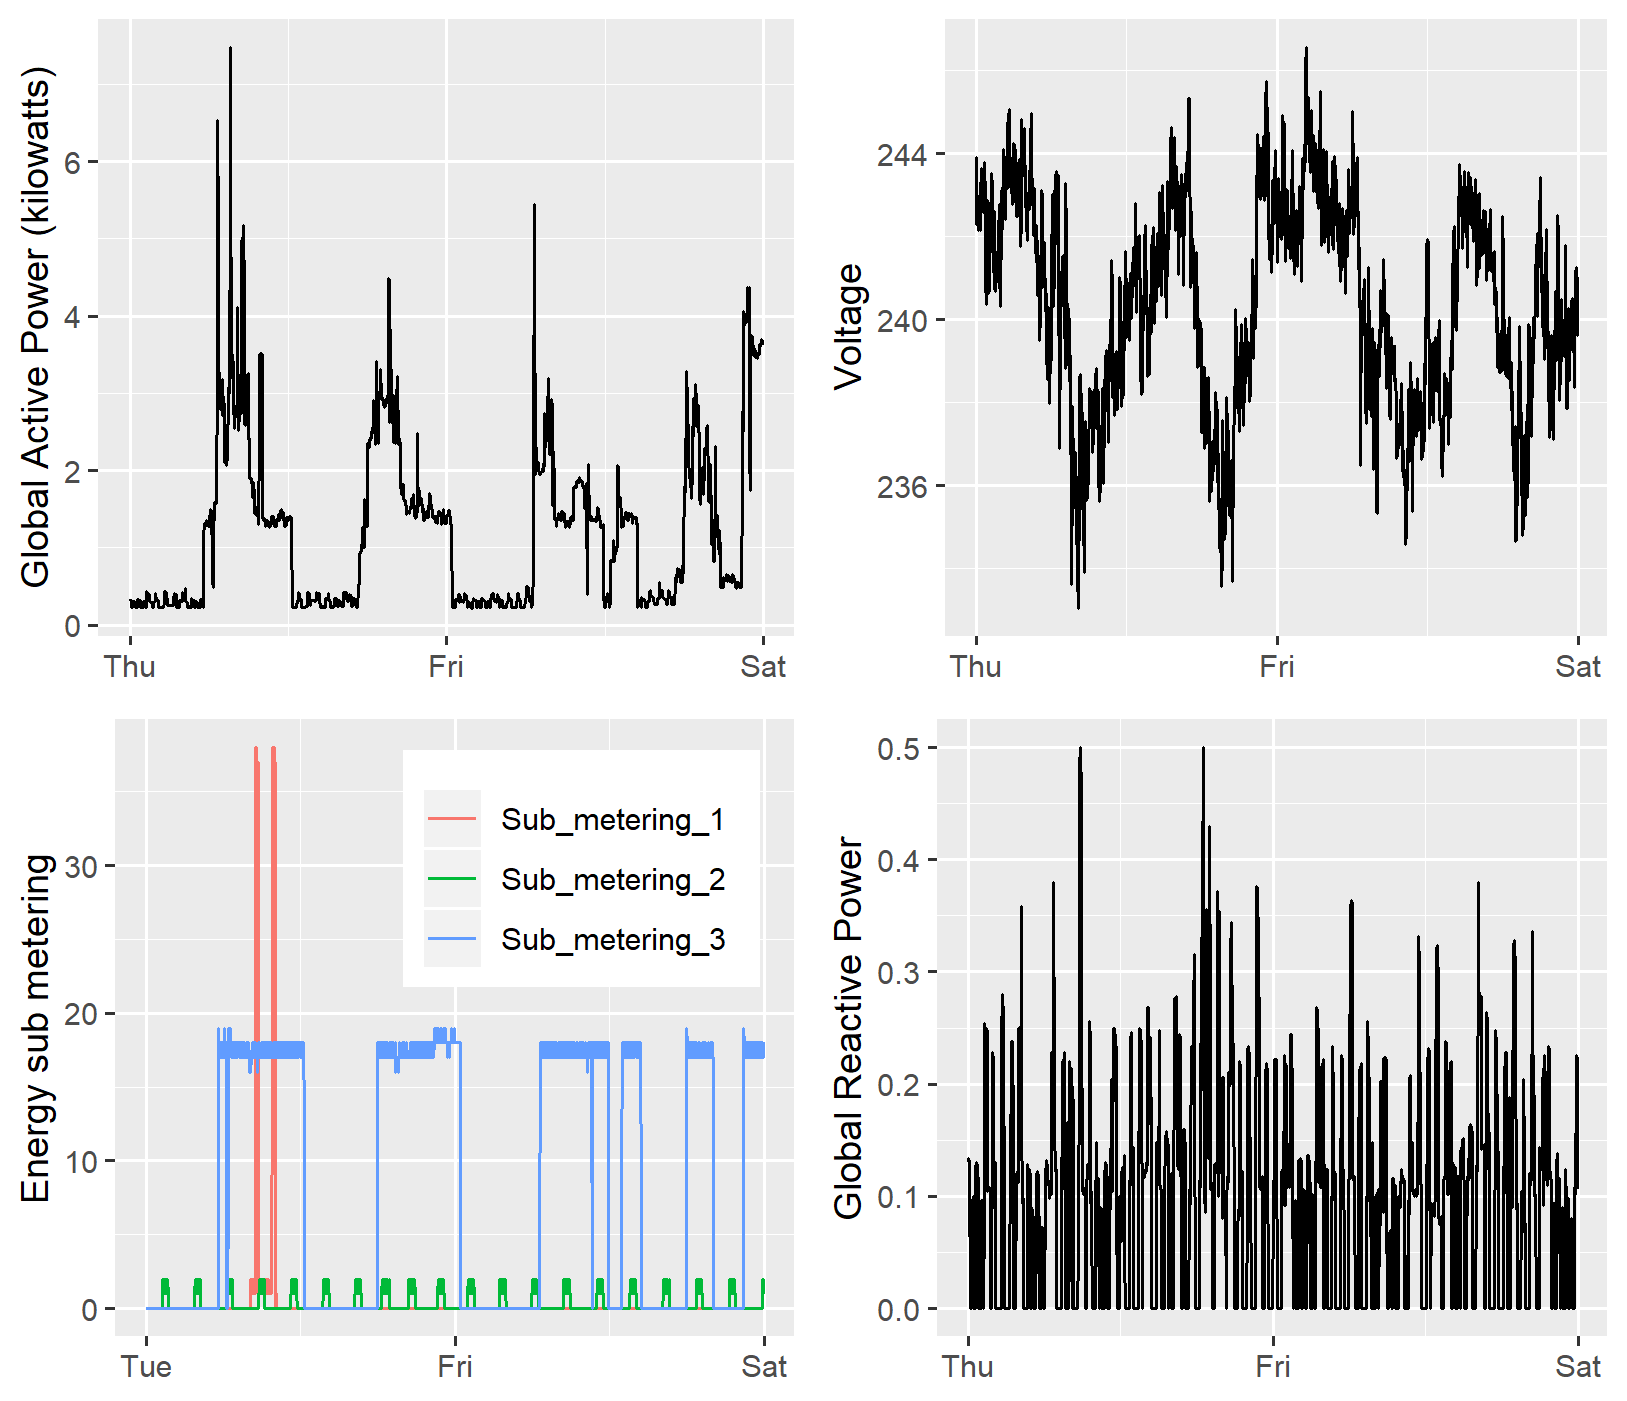 Global Active Power (kilowatts)
6
4
2
0
Thu Fri Sat
Voltage
244
240
236
Thu Fri Sat
Energy sub metering
30
20
10
0
Sub_metering_1
Sub_metering_2
Sub_metering_3
Tue Fri Sat
Global Reactive Power
0.5
0.4
0.3
0.2
0.1
0.0
Thu Fri Sat